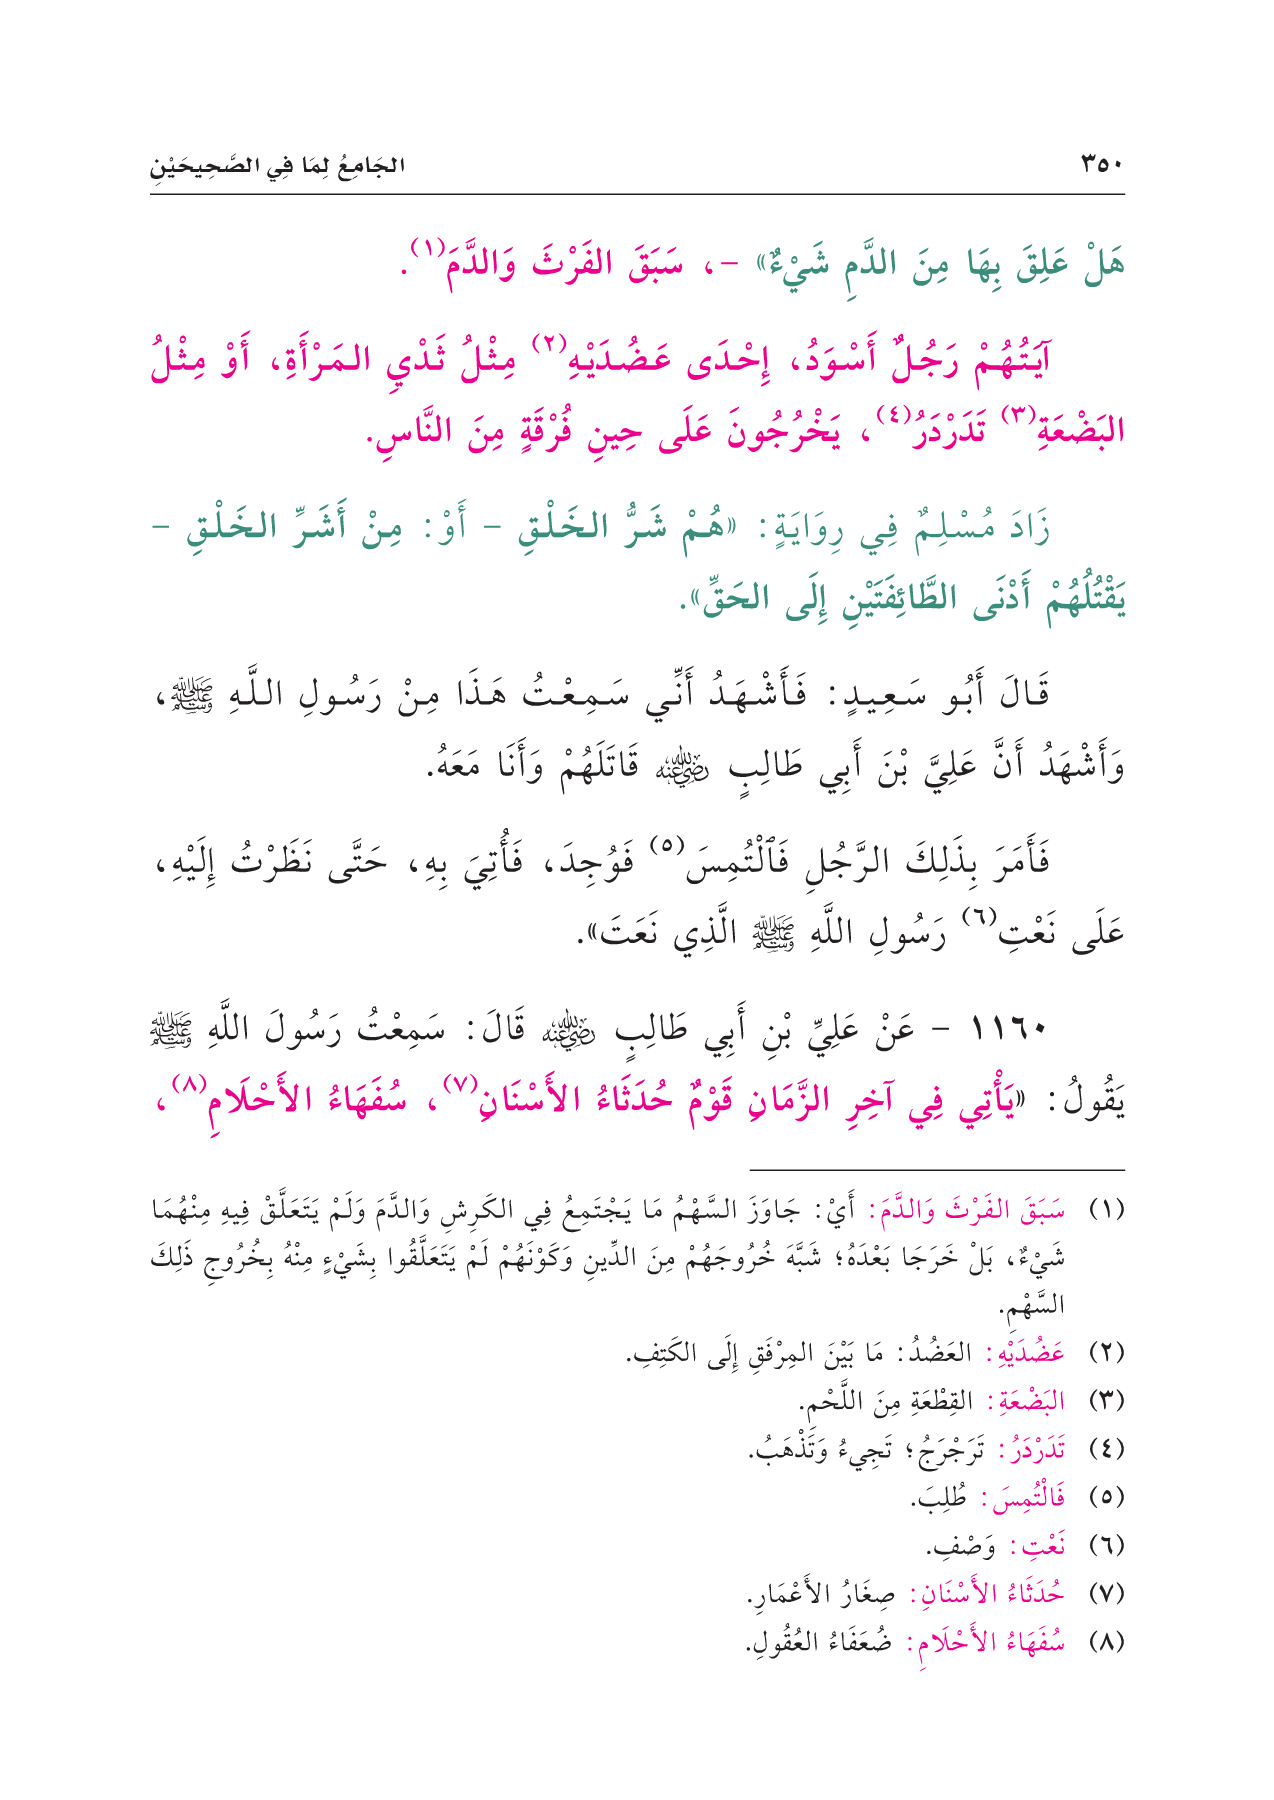 ٣٥٠ الجَامِعُ لِمَا فِي الصَّحِيحَيْنِ
هَلْ عَلِقَ بِهَا مِنَ الدَّمِ شَيْءٌ» -، سَبَقَ الفَرْثَ وَالدَّمَ(١).
آيَتُهُمْ رَجُلٌ أَسْوَدُ، إِحْدَى عَضُدَيْهِ(٢) مِثْلُ ثَدْيِ المَرْأَةِ، أَوْ مِثْلُ
البَضْعَةِ(٣) تَدَرْدَرُ(٤)، يَخْرُجُونَ عَلَى حِينِ فُرْقَةٍ مِنَ النَّاسِ.
زَادَ مُسْلِمٌ فِي رِوَايَةٍ: «هُمْ شَرُّ الخَلْقِ - أَوْ: مِنْ أَشَرِّ الخَلْقِ -
يَقْتُلُهُمْ أَدْنَى الطَّائِفَتَيْنِ إِلَى الحَقِّ».
قَالَ أَبُو سَعِيدٍ: فَأَشْهَدُ أَنِّي سَمِعْتُ هَذَا مِنْ رَسُولِ اللَّهِ ﷺ،
وَأَشْهَدُ أَنَّ عَلِيَّ بْنَ أَبِي طَالِبٍ رضي الله عنه قَاتَلَهُمْ وَأَنَا مَعَهُ.
فَأَمَرَ بِذَلِكَ الرَّجُلِ فَٱلْتُمِسَ(٥) فَوُجِدَ، فَأُتِيَ بِهِ، حَتَّى نَظَرْتُ إِلَيْهِ،
عَلَى نَعْتِ(٦) رَسُولِ اللَّهِ ﷺ الَّذِي نَعَتَ».
١١٦٠ - عَنْ عَلِيِّ بْنِ أَبِي طَالِبٍ رضي الله عنه قَالَ: سَمِعْتُ رَسُولَ اللَّهِ ﷺ
يَقُولُ: «يَأْتِي فِي آخِرِ الزَّمَانِ قَوْمٌ حُدَثَاءُ الأَسْنَانِ(٧)، سُفَهَاءُ الأَحْلَامِ(٨)،
(١) سَبَقَ الفَرْثَ وَالدَّمَ: أَيْ: جَاوَزَ السَّهْمُ مَا يَجْتَمِعُ فِي الكَرِشِ وَالدَّمَ وَلَمْ يَتَعَلَّقْ فِيهِ مِنْهُمَا
شَيْءٌ، بَلْ خَرَجَا بَعْدَهُ؛ شَبَّهَ خُرُوجَهُمْ مِنَ الدِّينِ وَكَوْنَهُمْ لَمْ يَتَعَلَّقُوا بِشَيْءٍ مِنْهُ بِخُرُوجِ ذَلِكَ
السَّهْمِ.
(٢) عَضُدَيْهِ: العَضُدُ: مَا بَيْنَ المِرْفَقِ إِلَى الكَتِفِ.
(٣) البَضْعَةِ: القِطْعَةِ مِنَ اللَّحْمِ.
(٤) تَدَرْدَرُ: تَرَجْرَجُ؛ تَجِيءُ وَتَذْهَبُ.
(٥) فَالْتُمِسَ: طُلِبَ.
(٦) نَعْتِ: وَصْفِ.
(٧) حُدَثَاءُ الأَسْنَانِ: صِغَارُ الأَعْمَارِ.
(٨) سُفَهَاءُ الأَحْلَامِ: ضُعَفَاءُ العُقُولِ.